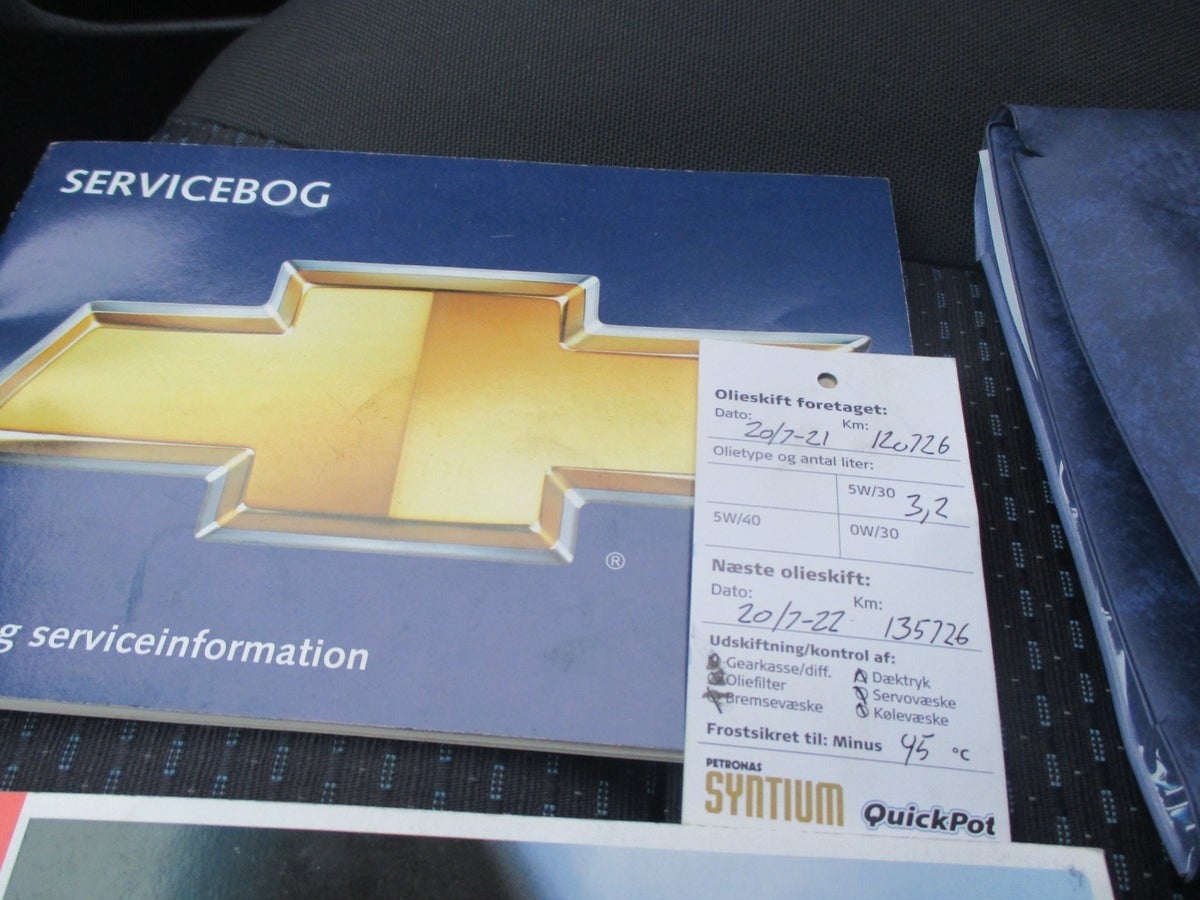 SERVICEBOG
®
g serviceinformation
Olieskift foretaget:
Dato: 20/7-21 Km: 120726
Olietype og antal liter:
5W/30 3,2
5W/40 0W/30
Næste olieskift:
Dato: 20/7-22 Km: 135726
Udskiftning/kontrol af:
Gearkasse/diff. Dæktryk
Oliefilter Servovæske
Bremsevæske Kølevæske
Frostsikret til: Minus 45 °C
PETRONAS
SYNTIUM QuickPot